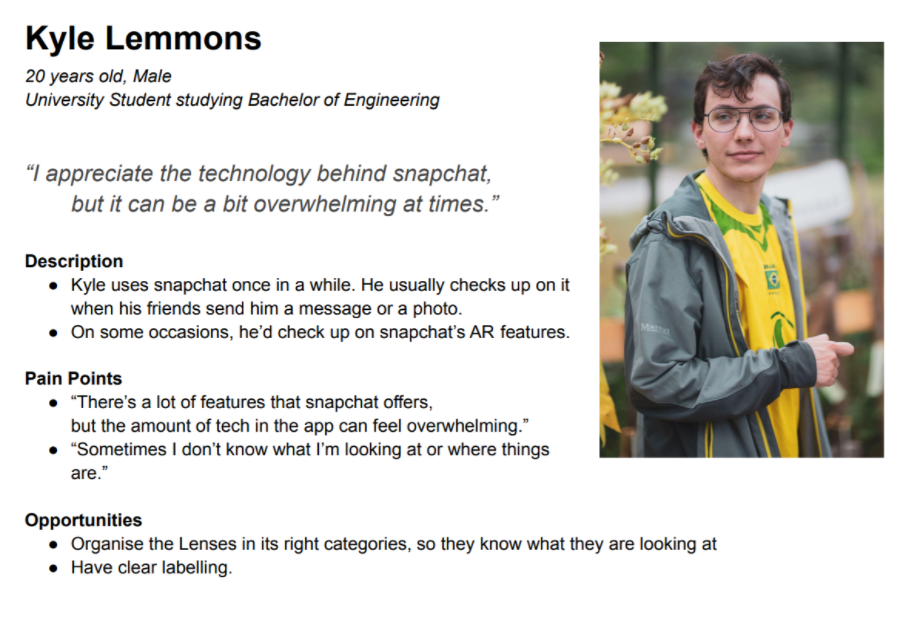 Kyle Lemmons
20 years old, Male
University Student studying Bachelor of Engineering
“I appreciate the technology behind snapchat,
but it can be a bit overwhelming at times.”
Description
● Kyle uses snapchat once in a while. He usually checks up on it
when his friends send him a message or a photo.
● On some occasions, he’d check up on snapchat’s AR features.
Pain Points
● “There’s a lot of features that snapchat offers,
but the amount of tech in the app can feel overwhelming.”
● “Sometimes I don’t know what I’m looking at or where things
are.”
Opportunities
● Organise the Lenses in its right categories, so they know what they are looking at
● Have clear labelling.